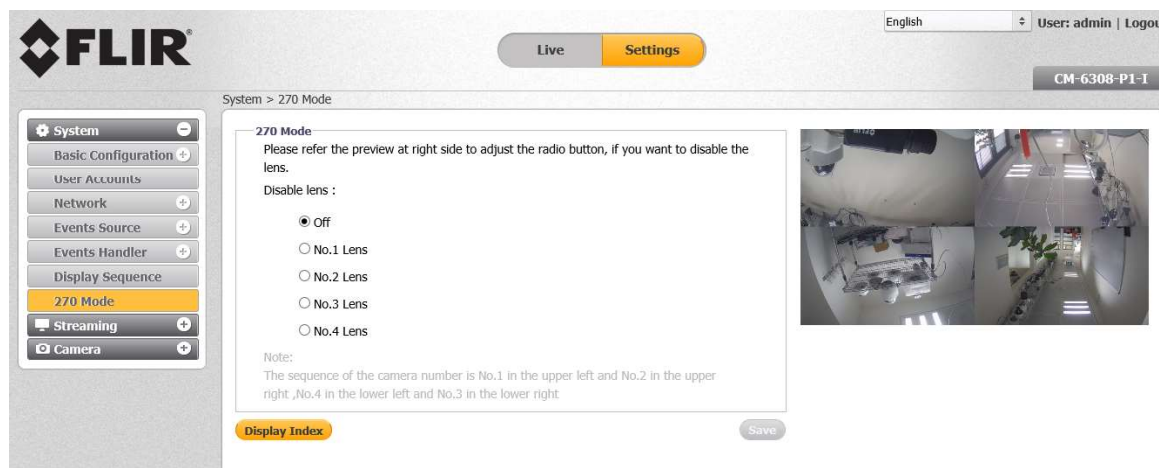 English
User: admin | Logou
FLIR®
Live
Settings
CM-6308-P1-I
System > 270 Mode
System
Basic Configuration
User Accounts
Network
Events Source
Events Handler
Display Sequence
270 Mode
Streaming
Camera
270 Mode
Please refer the preview at right side to adjust the radio button, if you want to disable the
lens.
Disable lens :
Off
No.1 Lens
No.2 Lens
No.3 Lens
No.4 Lens
Note:
The sequence of the camera number is No.1 in the upper left and No.2 in the upper
right ,No.4 in the lower left and No.3 in the lower right
Display Index
Save